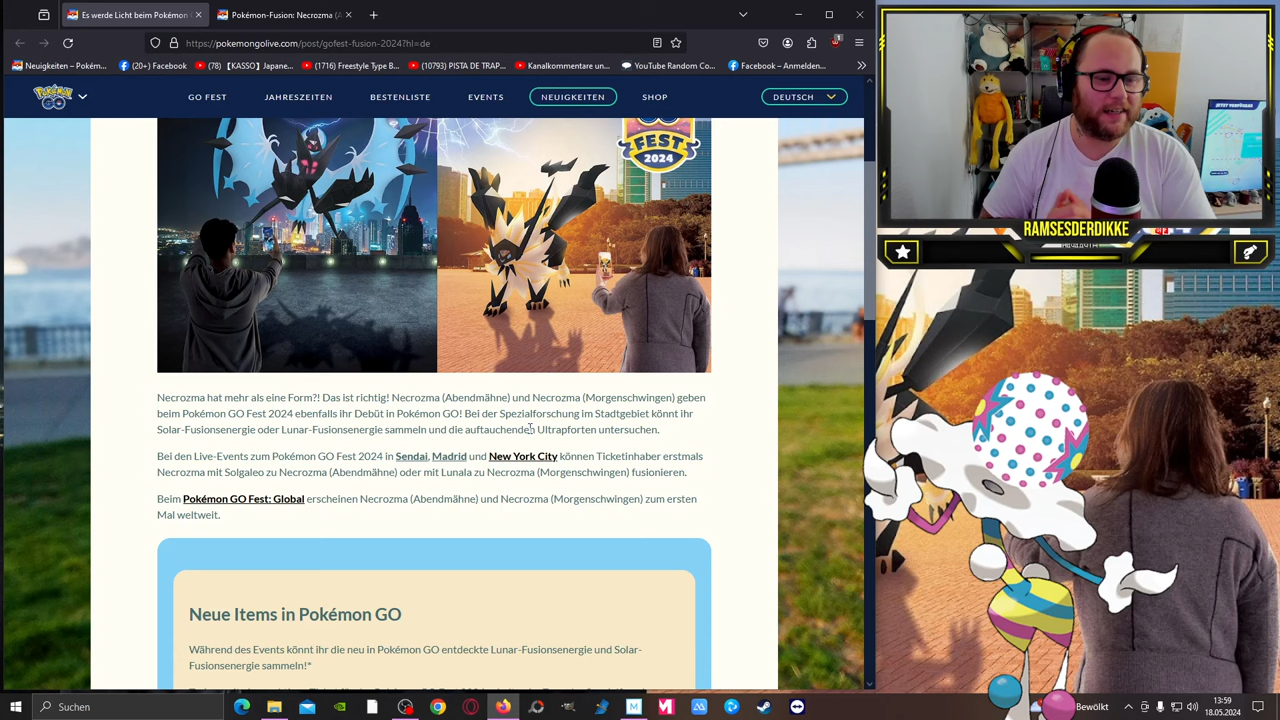 Es werde Licht beim Pokémon
Pokémon-Fusion: Necrozma (A
https://pokemongolive.com/post/gofest-fusion-2024?hl=de
1
Neuigkeiten – Pokém...
(20+) Facebook
(78) 【KASSO】Japane...
(1716) Freestyle Type B...
(10793) PISTA DE TRAP...
Kanalkommentare un...
YouTube Random Co...
Facebook – Anmelden...
Pokémon GO
GO FEST
JAHRESZEITEN
BESTENLISTE
EVENTS
NEUIGKEITEN
SHOP
DEUTSCH
FEST
2024
Necrozma hat mehr als eine Form?! Das ist richtig! Necrozma (Abendmähne) und Necrozma (Morgenschwingen) geben
beim Pokémon GO Fest 2024 ebenfalls ihr Debüt in Pokémon GO! Bei der Spezialforschung im Stadtgebiet könnt ihr
Solar-Fusionsenergie oder Lunar-Fusionsenergie sammeln und die auftauchenden Ultrapforten untersuchen.
Bei den Live-Events zum Pokémon GO Fest 2024 in Sendai, Madrid und New York City können Ticketinhaber erstmals
Necrozma mit Solgaleo zu Necrozma (Abendmähne) oder mit Lunala zu Necrozma (Morgenschwingen) fusionieren.
Beim Pokémon GO Fest: Global erscheinen Necrozma (Abendmähne) und Necrozma (Morgenschwingen) zum ersten
Mal weltweit.
Neue Items in Pokémon GO
Während des Events könnt ihr die neu in Pokémon GO entdeckte Lunar-Fusionsenergie und Solar-
Fusionsenergie sammeln!*
RAMSESDERDIKKE
Suchen
Bewölkt
13:59
18.05.2024